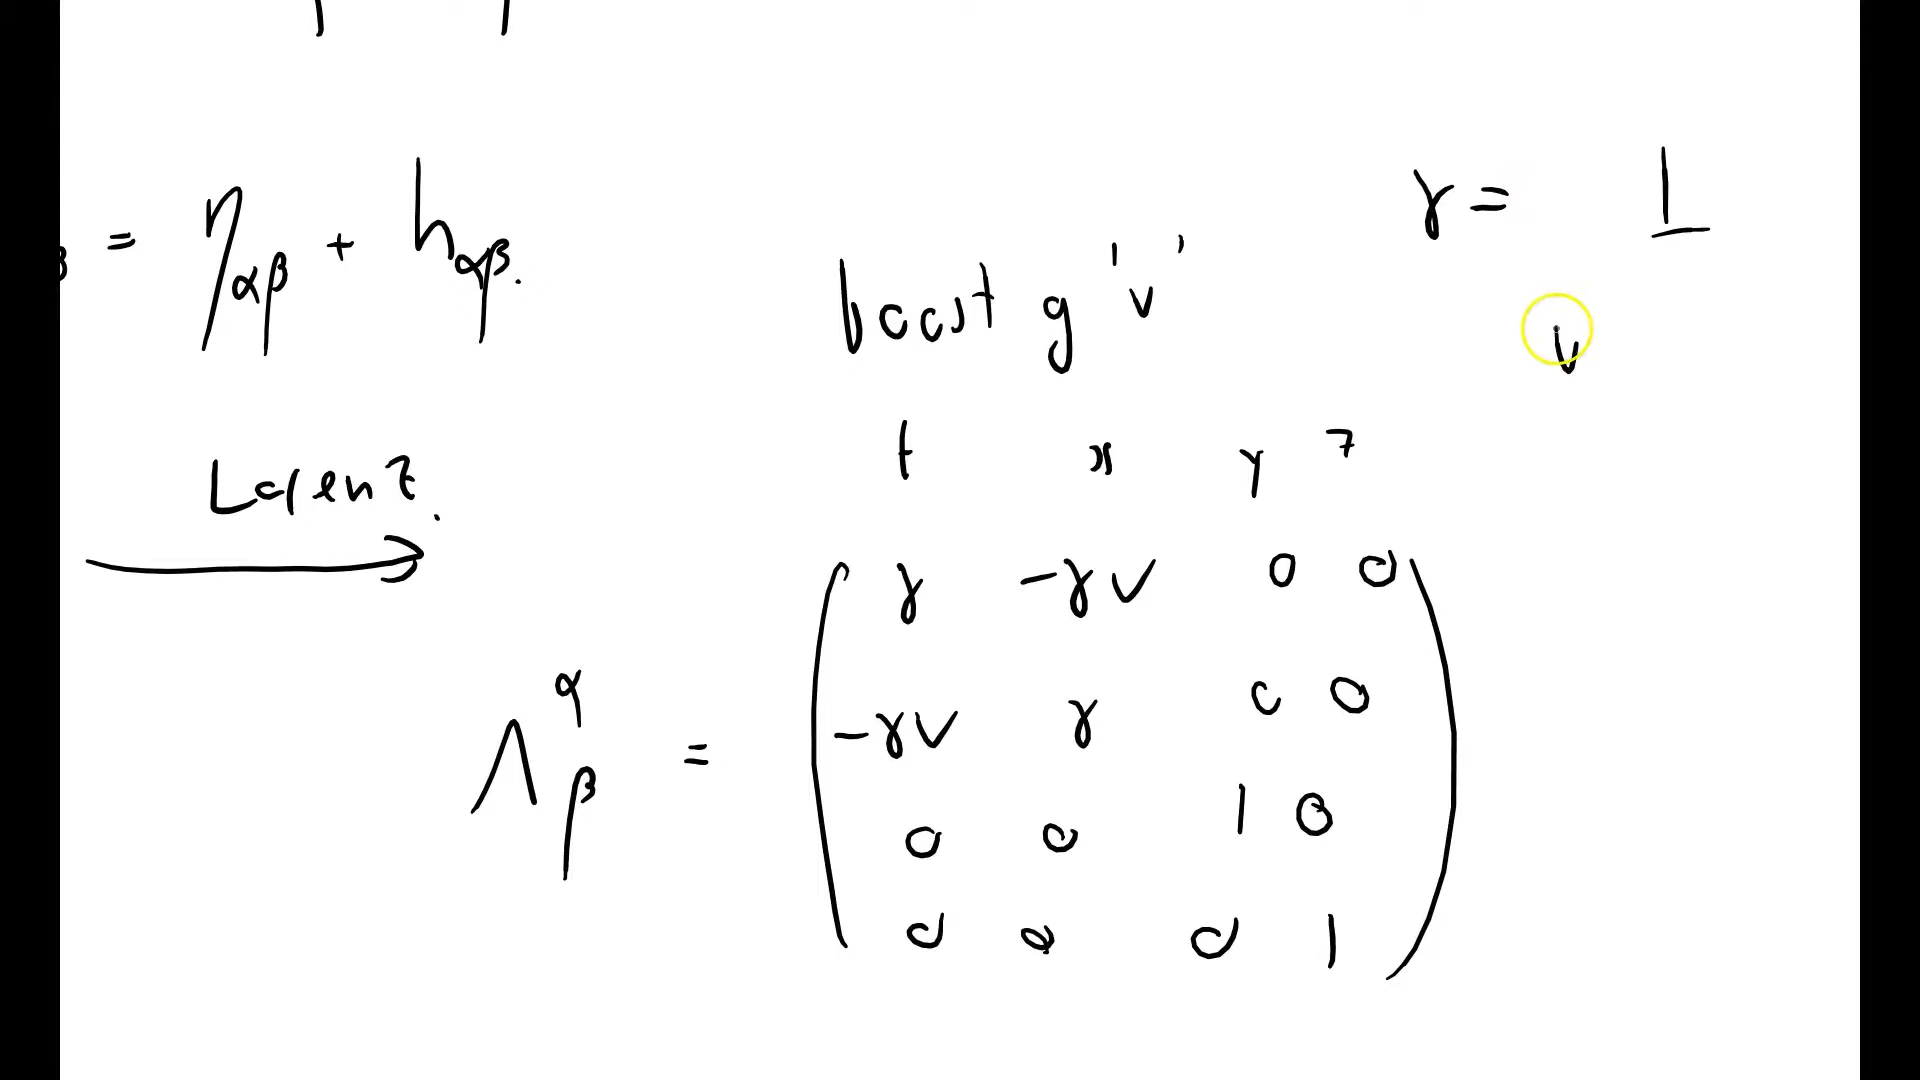 β = η_αβ + h_αβ.
γ = 1
boost g 'v'
v
Lorentz.
t x y z
γ -γv 0 0
Λ^α_β = -γv γ 0 0
0 0 1 0
0 0 0 1